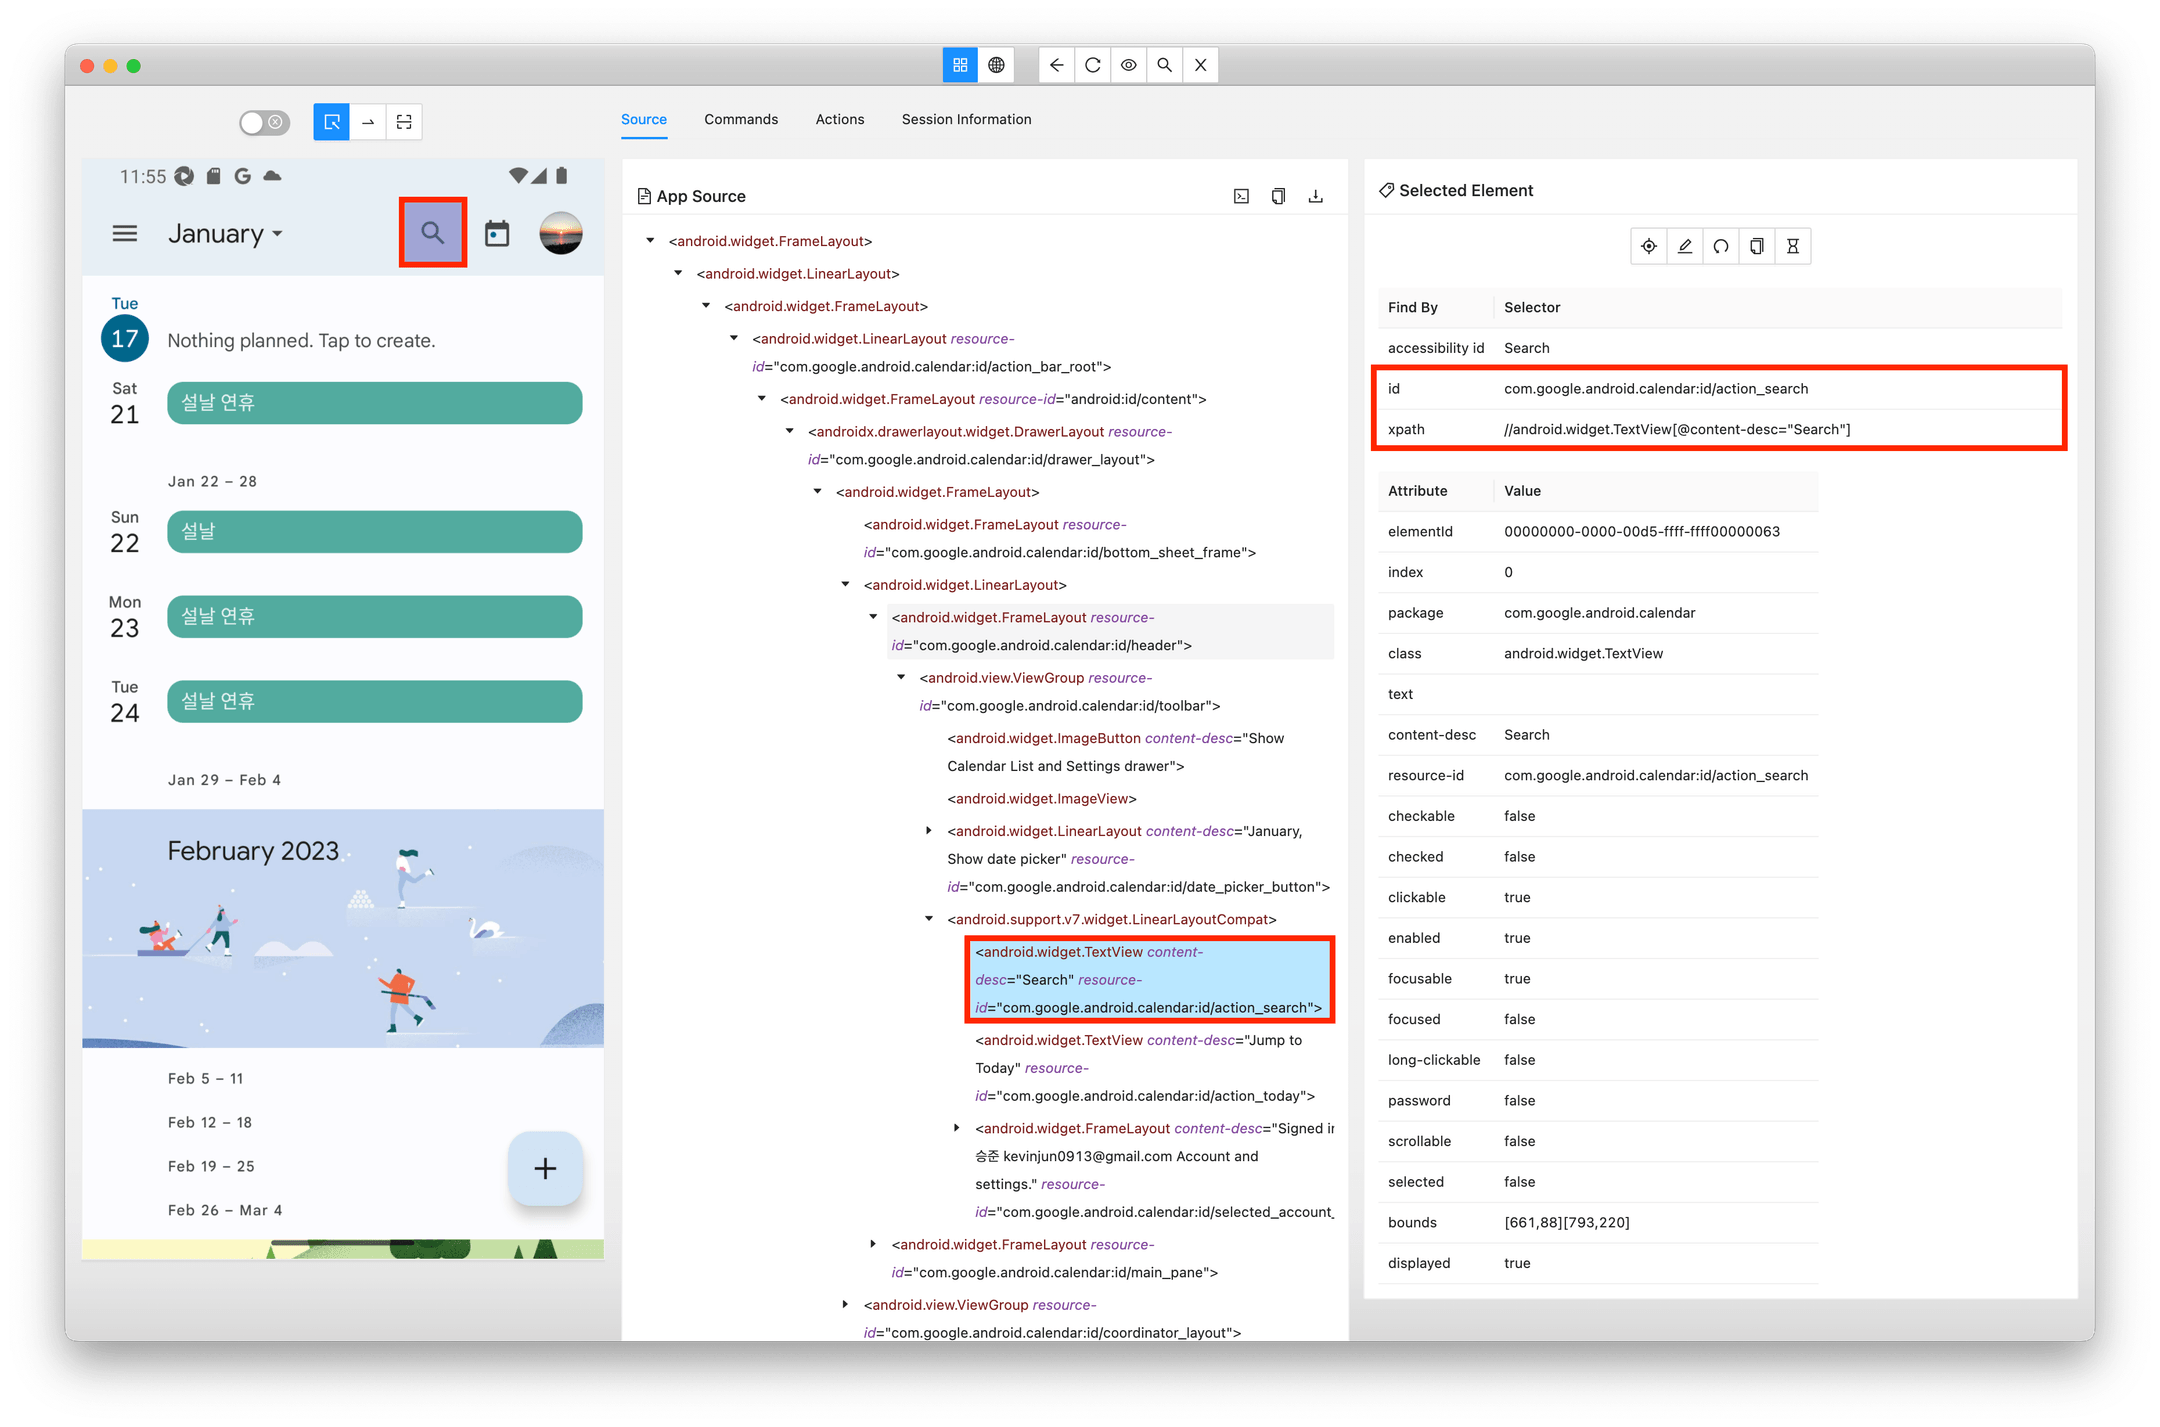 Source Commands Actions Session Information
11:55
January
Tue
17 Nothing planned. Tap to create.
Sat
21 설날 연휴
Jan 22 – 28
Sun
22 설날
Mon
23 설날 연휴
Tue
24 설날 연휴
Jan 29 – Feb 4
February 2023
Feb 5 – 11
Feb 12 – 18
Feb 19 – 25
Feb 26 – Mar 4
App Source
<android.widget.FrameLayout>
<android.widget.LinearLayout>
<android.widget.FrameLayout>
<android.widget.LinearLayout resource-
id="com.google.android.calendar:id/action_bar_root">
<android.widget.FrameLayout resource-id="android:id/content">
<androidx.drawerlayout.widget.DrawerLayout resource-
id="com.google.android.calendar:id/drawer_layout">
<android.widget.FrameLayout>
<android.widget.FrameLayout resource-
id="com.google.android.calendar:id/bottom_sheet_frame">
<android.widget.LinearLayout>
<android.widget.FrameLayout resource-
id="com.google.android.calendar:id/header">
<android.view.ViewGroup resource-
id="com.google.android.calendar:id/toolbar">
<android.widget.ImageButton content-desc="Show
Calendar List and Settings drawer">
<android.widget.ImageView>
<android.widget.LinearLayout content-desc="January,
Show date picker" resource-
id="com.google.android.calendar:id/date_picker_button">
<android.support.v7.widget.LinearLayoutCompat>
<android.widget.TextView content-
desc="Search" resource-
id="com.google.android.calendar:id/action_search">
<android.widget.TextView content-desc="Jump to
Today" resource-
id="com.google.android.calendar:id/action_today">
<android.widget.FrameLayout content-desc="Signed in
승준 kevinjun0913@gmail.com Account and
settings." resource-
id="com.google.android.calendar:id/selected_account_
<android.widget.FrameLayout resource-
id="com.google.android.calendar:id/main_pane">
<android.view.ViewGroup resource-
id="com.google.android.calendar:id/coordinator_layout">
Selected Element
Find By Selector
accessibility id Search
id com.google.android.calendar:id/action_search
xpath //android.widget.TextView[@content-desc="Search"]
Attribute Value
elementId 00000000-0000-00d5-ffff-ffff00000063
index 0
package com.google.android.calendar
class android.widget.TextView
text
content-desc Search
resource-id com.google.android.calendar:id/action_search
checkable false
checked false
clickable true
enabled true
focusable true
focused false
long-clickable false
password false
scrollable false
selected false
bounds [661,88][793,220]
displayed true